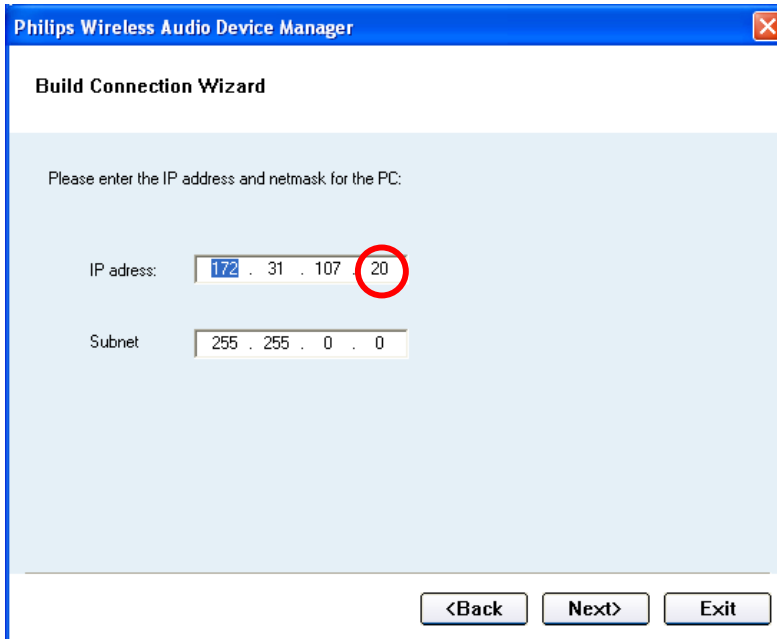 Philips Wireless Audio Device Manager
Build Connection Wizard
Please enter the IP address and netmask for the PC:
IP adress: 172 . 31 . 107 . 20
Subnet 255 . 255 . 0 . 0
<Back Next> Exit